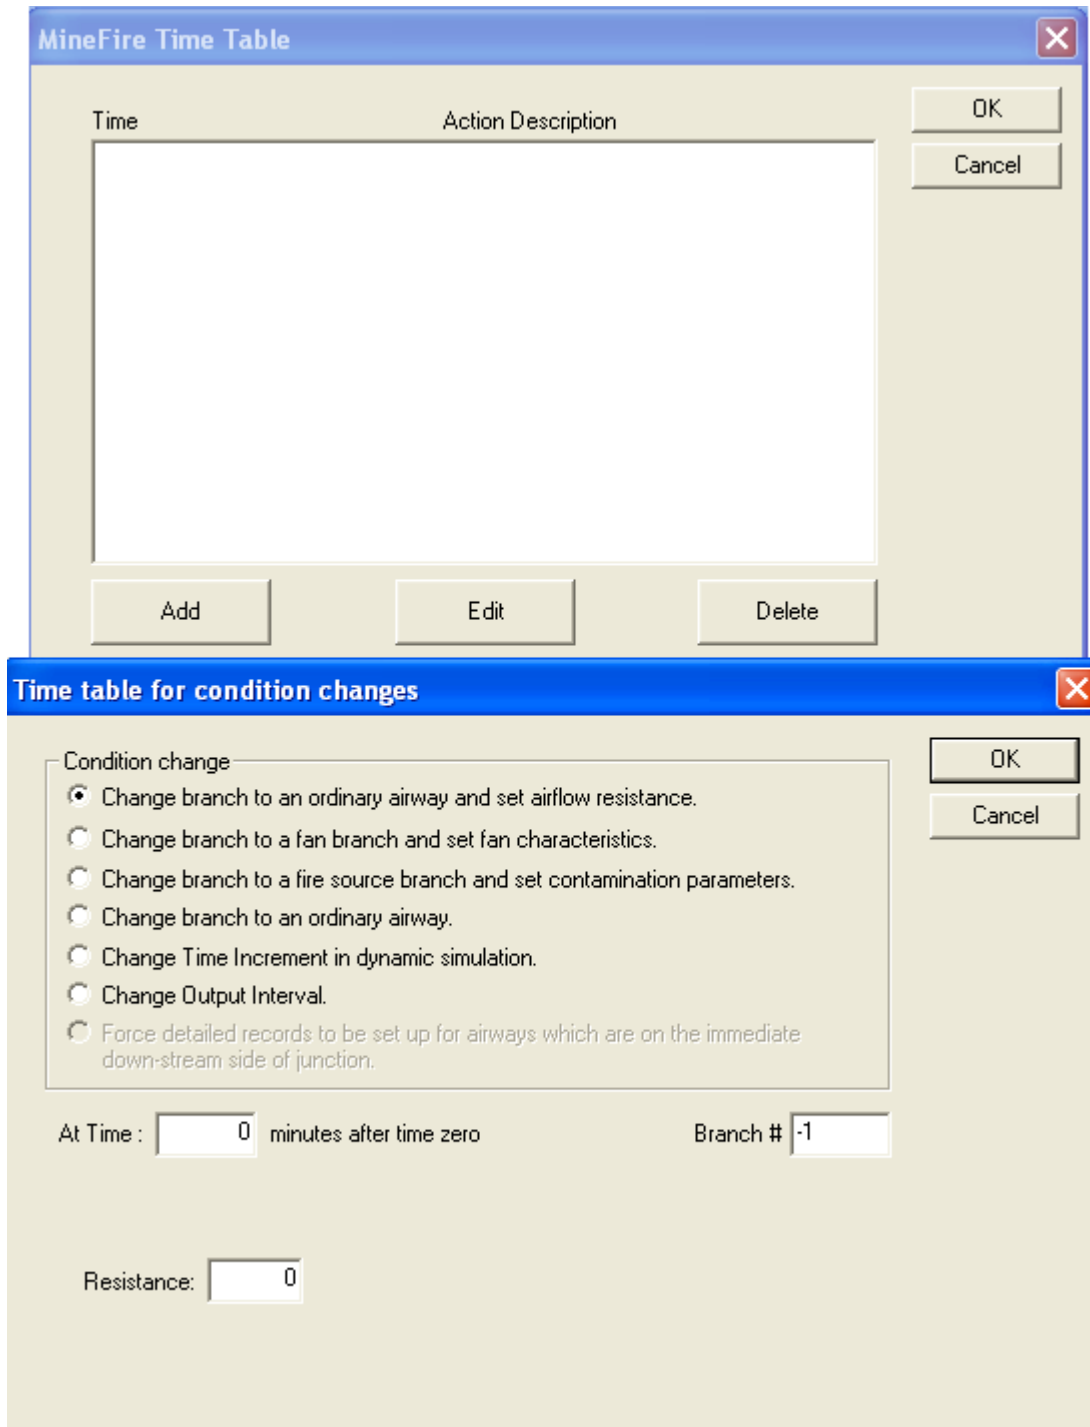 MineFire Time Table
OK
Time Action Description
Cancel
Add Edit Delete
Time table for condition changes
Condition change
OK
Change branch to an ordinary airway and set airflow resistance.
Cancel
Change branch to a fan branch and set fan characteristics.
Change branch to a fire source branch and set contamination parameters.
Change branch to an ordinary airway.
Change Time Increment in dynamic simulation.
Change Output Interval.
Force detailed records to be set up for airways which are on the immediate
down-stream side of junction.
At Time : 0 minutes after time zero Branch # -1
Resistance: 0